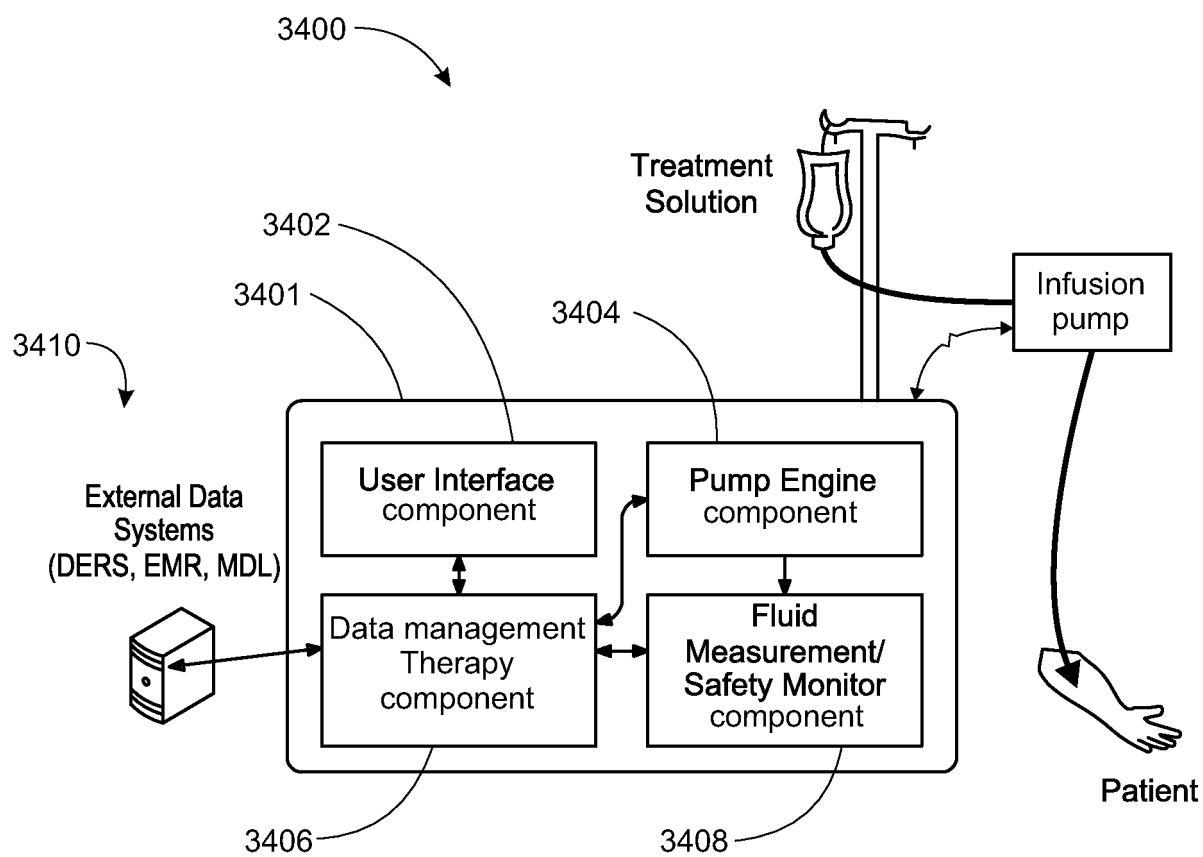 3400
Treatment
Solution
3402
3401
3404
Infusion
pump
3410
User Interface
component
Pump Engine
component
External Data
Systems
(DERS, EMR, MDL)
Data management
Therapy
component
Fluid
Measurement/
Safety Monitor
component
Patient
3406
3408